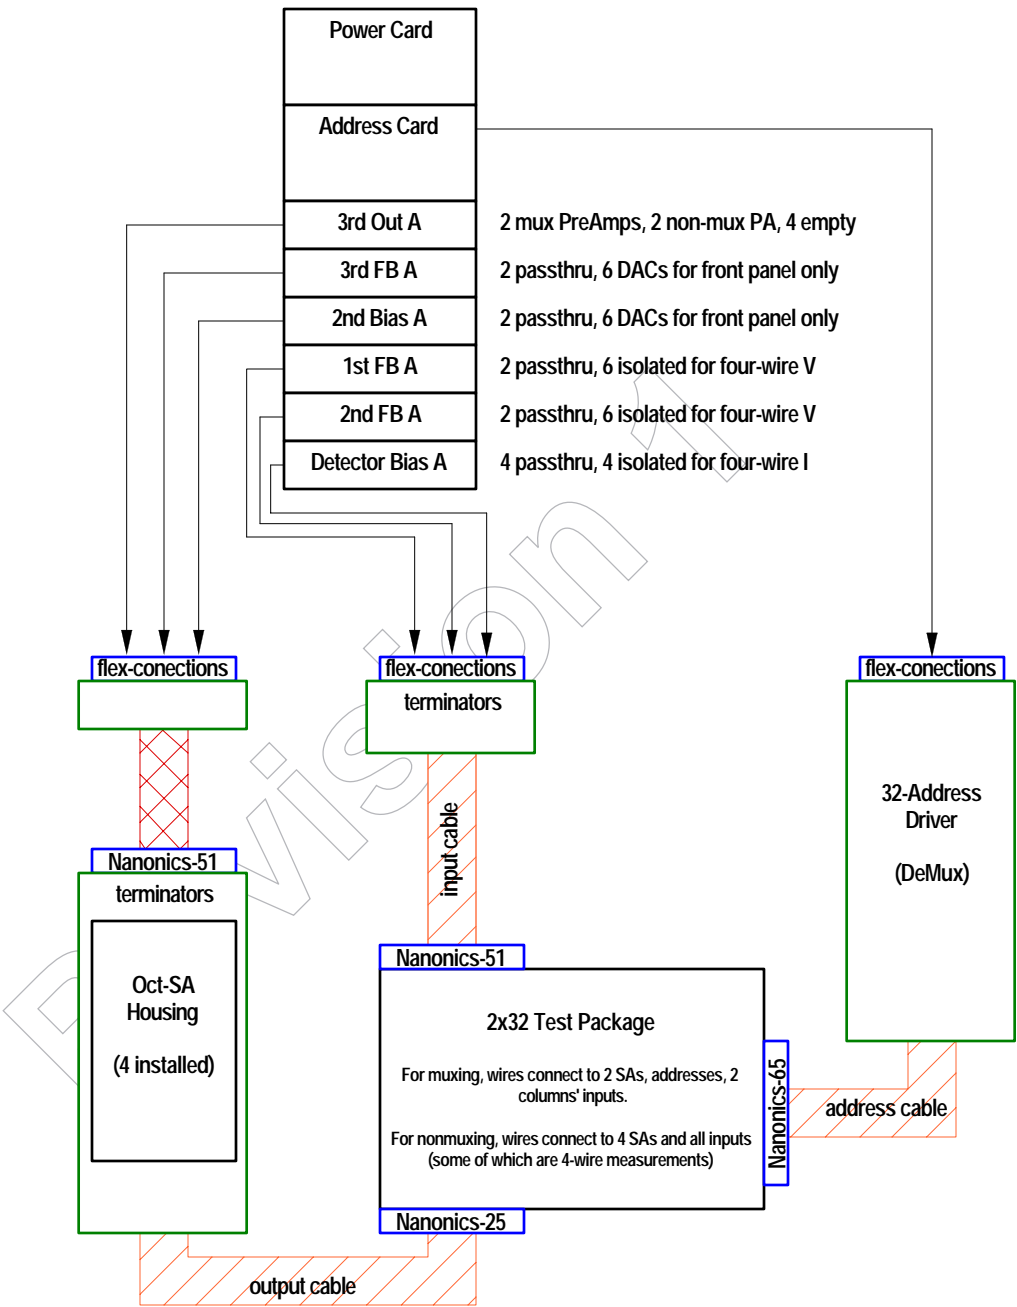 Power Card
Address Card
3rd Out A
2 mux PreAmps, 2 non-mux PA, 4 empty
3rd FB A
2 passthru, 6 DACs for front panel only
2nd Bias A
2 passthru, 6 DACs for front panel only
1st FB A
2 passthru, 6 isolated for four-wire V
2nd FB A
2 passthru, 6 isolated for four-wire V
Detector Bias A
4 passthru, 4 isolated for four-wire I
flex-conections
flex-conections
flex-conections
terminators
32-Address
Driver
(DeMux)
input cable
Nanonics-51
terminators
Oct-SA
Housing
(4 installed)
Nanonics-51
2x32 Test Package
For muxing, wires connect to 2 SAs, addresses, 2
columns' inputs.
For nonmuxing, wires connect to 4 SAs and all inputs
(some of which are 4-wire measurements)
Nanonics-65
address cable
Nanonics-25
output cable
Revision 1